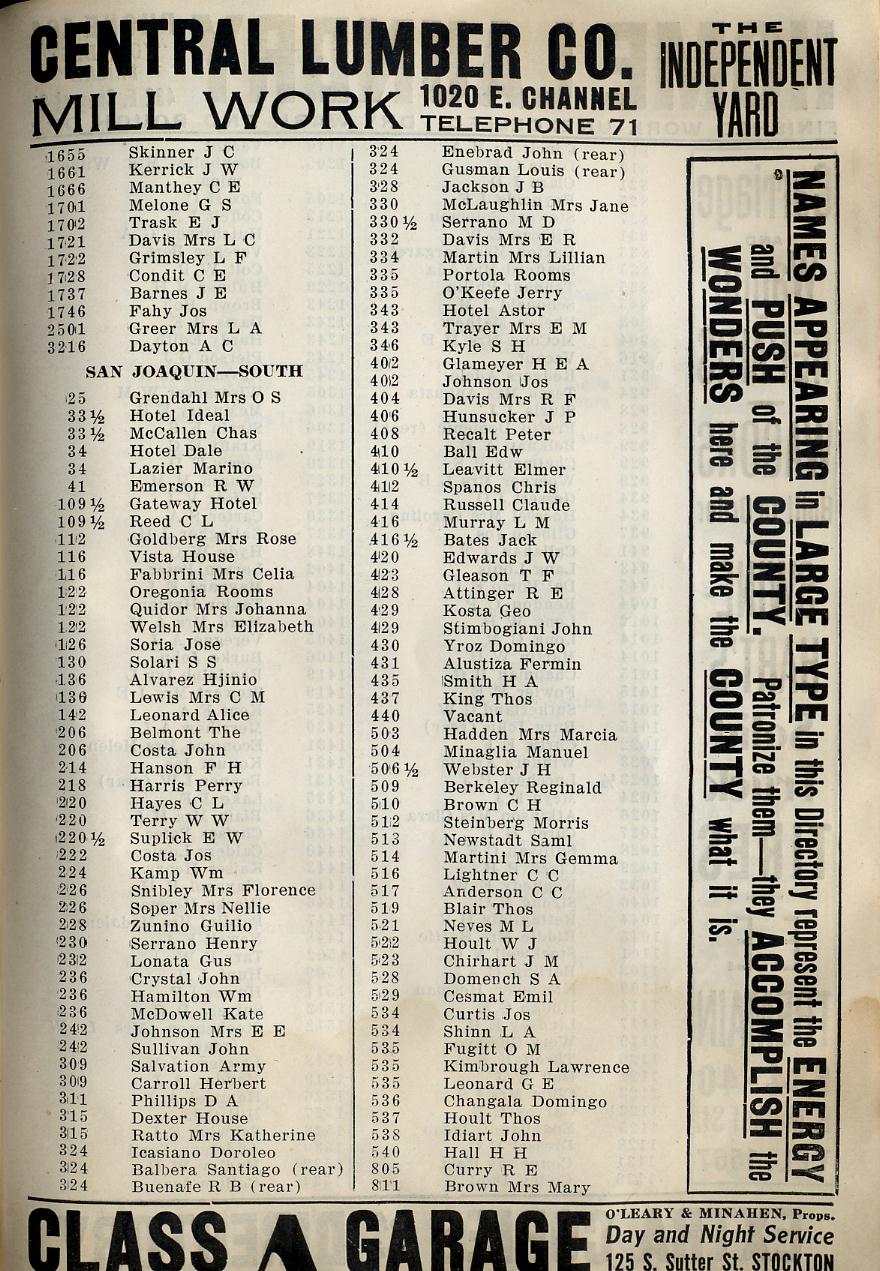 CENTRAL LUMBER CO.
MILL WORK
1020 E. CHANNEL
TELEPHONE 71
THE
INDEPENDENT
YARD
1655 Skinner J C
1661 Kerrick J W
1666 Manthey C E
1701 Melone G S
1702 Trask E J
1721 Davis Mrs L C
1722 Grimsley L F
1728 Condit C E
1737 Barnes J E
1746 Fahy Jos
2501 Greer Mrs L A
3216 Dayton A C
SAN JOAQUIN—SOUTH
25 Grendahl Mrs O S
33½ Hotel Ideal
33½ McCallen Chas
34 Hotel Dale
34 Lazier Marino
41 Emerson R W
109½ Gateway Hotel
109½ Reed C L
112 Goldberg Mrs Rose
116 Vista House
116 Fabbrini Mrs Celia
122 Oregonia Rooms
122 Quidor Mrs Johanna
122 Welsh Mrs Elizabeth
126 Soria Jose
130 Solari S S
136 Alvarez Hjinio
136 Lewis Mrs C M
142 Leonard Alice
206 Belmont The
206 Costa John
214 Hanson F H
218 Harris Perry
220 Hayes C L
220 Terry W W
220½ Suplick E W
222 Costa Jos
224 Kamp Wm
226 Snibley Mrs Florence
226 Soper Mrs Nellie
228 Zunino Guilio
230 Serrano Henry
232 Lonata Gus
236 Crystal John
236 Hamilton Wm
236 McDowell Kate
242 Johnson Mrs E E
242 Sullivan John
309 Salvation Army
309 Carroll Herbert
311 Phillips D A
315 Dexter House
315 Ratto Mrs Katherine
324 Icasiano Doroleo
324 Balbera Santiago (rear)
324 Buenafe R B (rear)
324 Enebrad John (rear)
324 Gusman Louis (rear)
328 Jackson J B
330 McLaughlin Mrs Jane
330½ Serrano M D
332 Davis Mrs E R
334 Martin Mrs Lillian
335 Portola Rooms
335 O'Keefe Jerry
343 Hotel Astor
343 Trayer Mrs E M
346 Kyle S H
402 Glameyer H E A
402 Johnson Jos
404 Davis Mrs R F
406 Hunsucker J P
408 Recalt Peter
410 Ball Edw
410½ Leavitt Elmer
412 Spanos Chris
414 Russell Claude
416 Murray L M
416½ Bates Jack
420 Edwards J W
423 Gleason T F
428 Attinger R E
429 Kosta Geo
429 Stimbogiani John
430 Yroz Domingo
431 Alustiza Fermin
435 Smith H A
437 King Thos
440 Vacant
503 Hadden Mrs Marcia
504 Minaglia Manuel
506½ Webster J H
509 Berkeley Reginald
510 Brown C H
512 Steinberg Morris
513 Newstadt Saml
514 Martini Mrs Gemma
516 Lightner C C
517 Anderson C C
519 Blair Thos
521 Neves M L
522 Hoult W J
523 Chirhart J M
528 Domench S A
529 Cesmat Emil
534 Curtis Jos
534 Shinn L A
535 Fugitt O M
535 Kimbrough Lawrence
535 Leonard G E
536 Changala Domingo
537 Hoult Thos
538 Idiart John
540 Hall H H
805 Curry R E
811 Brown Mrs Mary
NAMES APPEARING in LARGE TYPE in this Directory represent the ENERGY
and PUSH of the COUNTY. Patronize them—they ACCOMPLISH the
WONDERS here and make the COUNTY what it is.
CLASS A GARAGE
O'LEARY & MINAHEN, Props.
Day and Night Service
125 S. Sutter St. STOCKTON